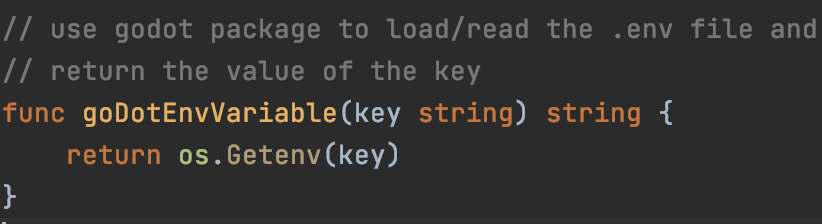 // use godot package to load/read the .env file and
// return the value of the key
func goDotEnvVariable(key string) string {
    return os.Getenv(key)
}